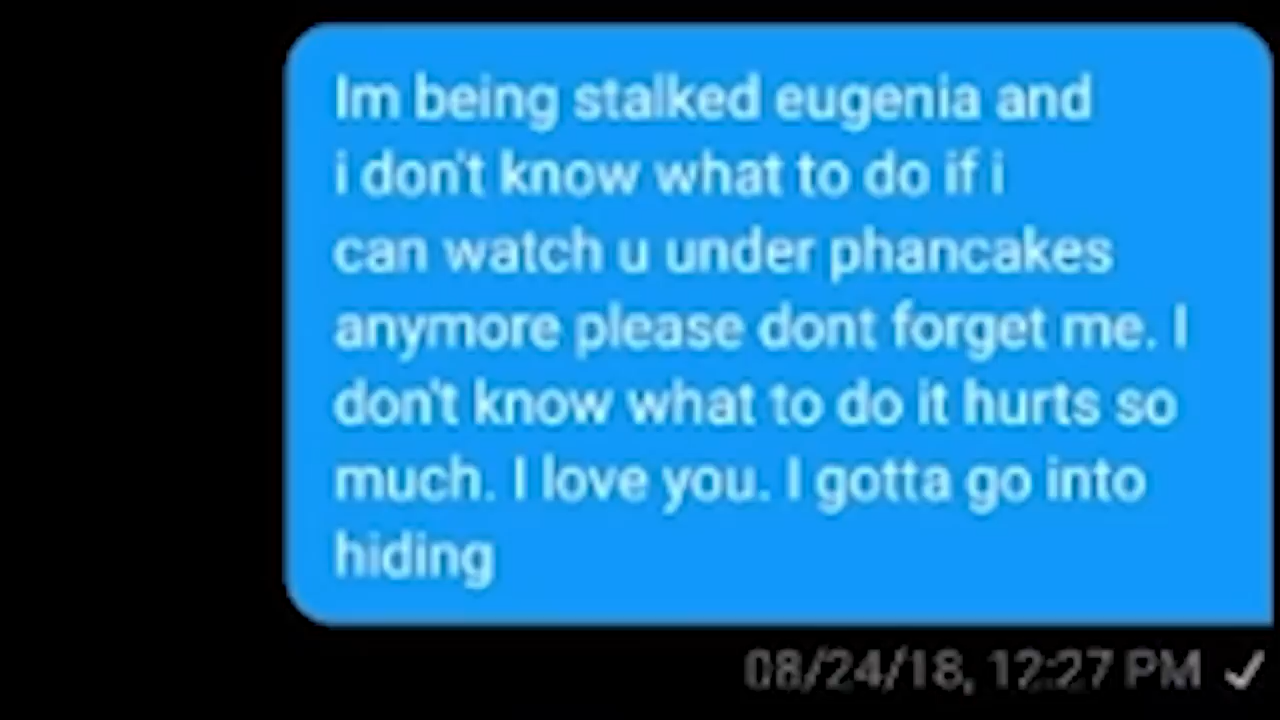 Im being stalked eugenia and
i don't know what to do if i
can watch u under phancakes
anymore please dont forget me. I
don't know what to do it hurts so
much. I love you. I gotta go into
hiding
08/24/18, 12:27 PM ✓